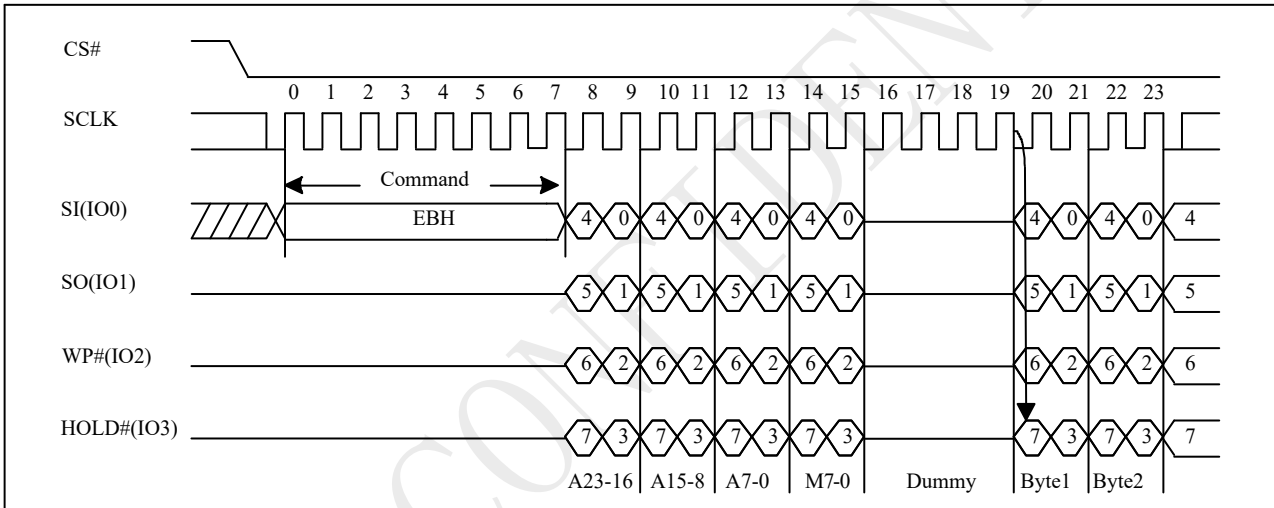 CS#
0 1 2 3 4 5 6 7 8 9 10 11 12 13 14 15 16 17 18 19 20 21 22 23
SCLK
Command
SI(IO0) EBH 4 0 4 0 4 0 4 0 4 0 4 0 4
SO(IO1) 5 1 5 1 5 1 5 1 5 1 5 1 5
WP#(IO2) 6 2 6 2 6 2 6 2 6 2 6 2 6
HOLD#(IO3) 7 3 7 3 7 3 7 3 7 3 7 3 7
A23-16 A15-8 A7-0 M7-0 Dummy Byte1 Byte2
CONFIDEN